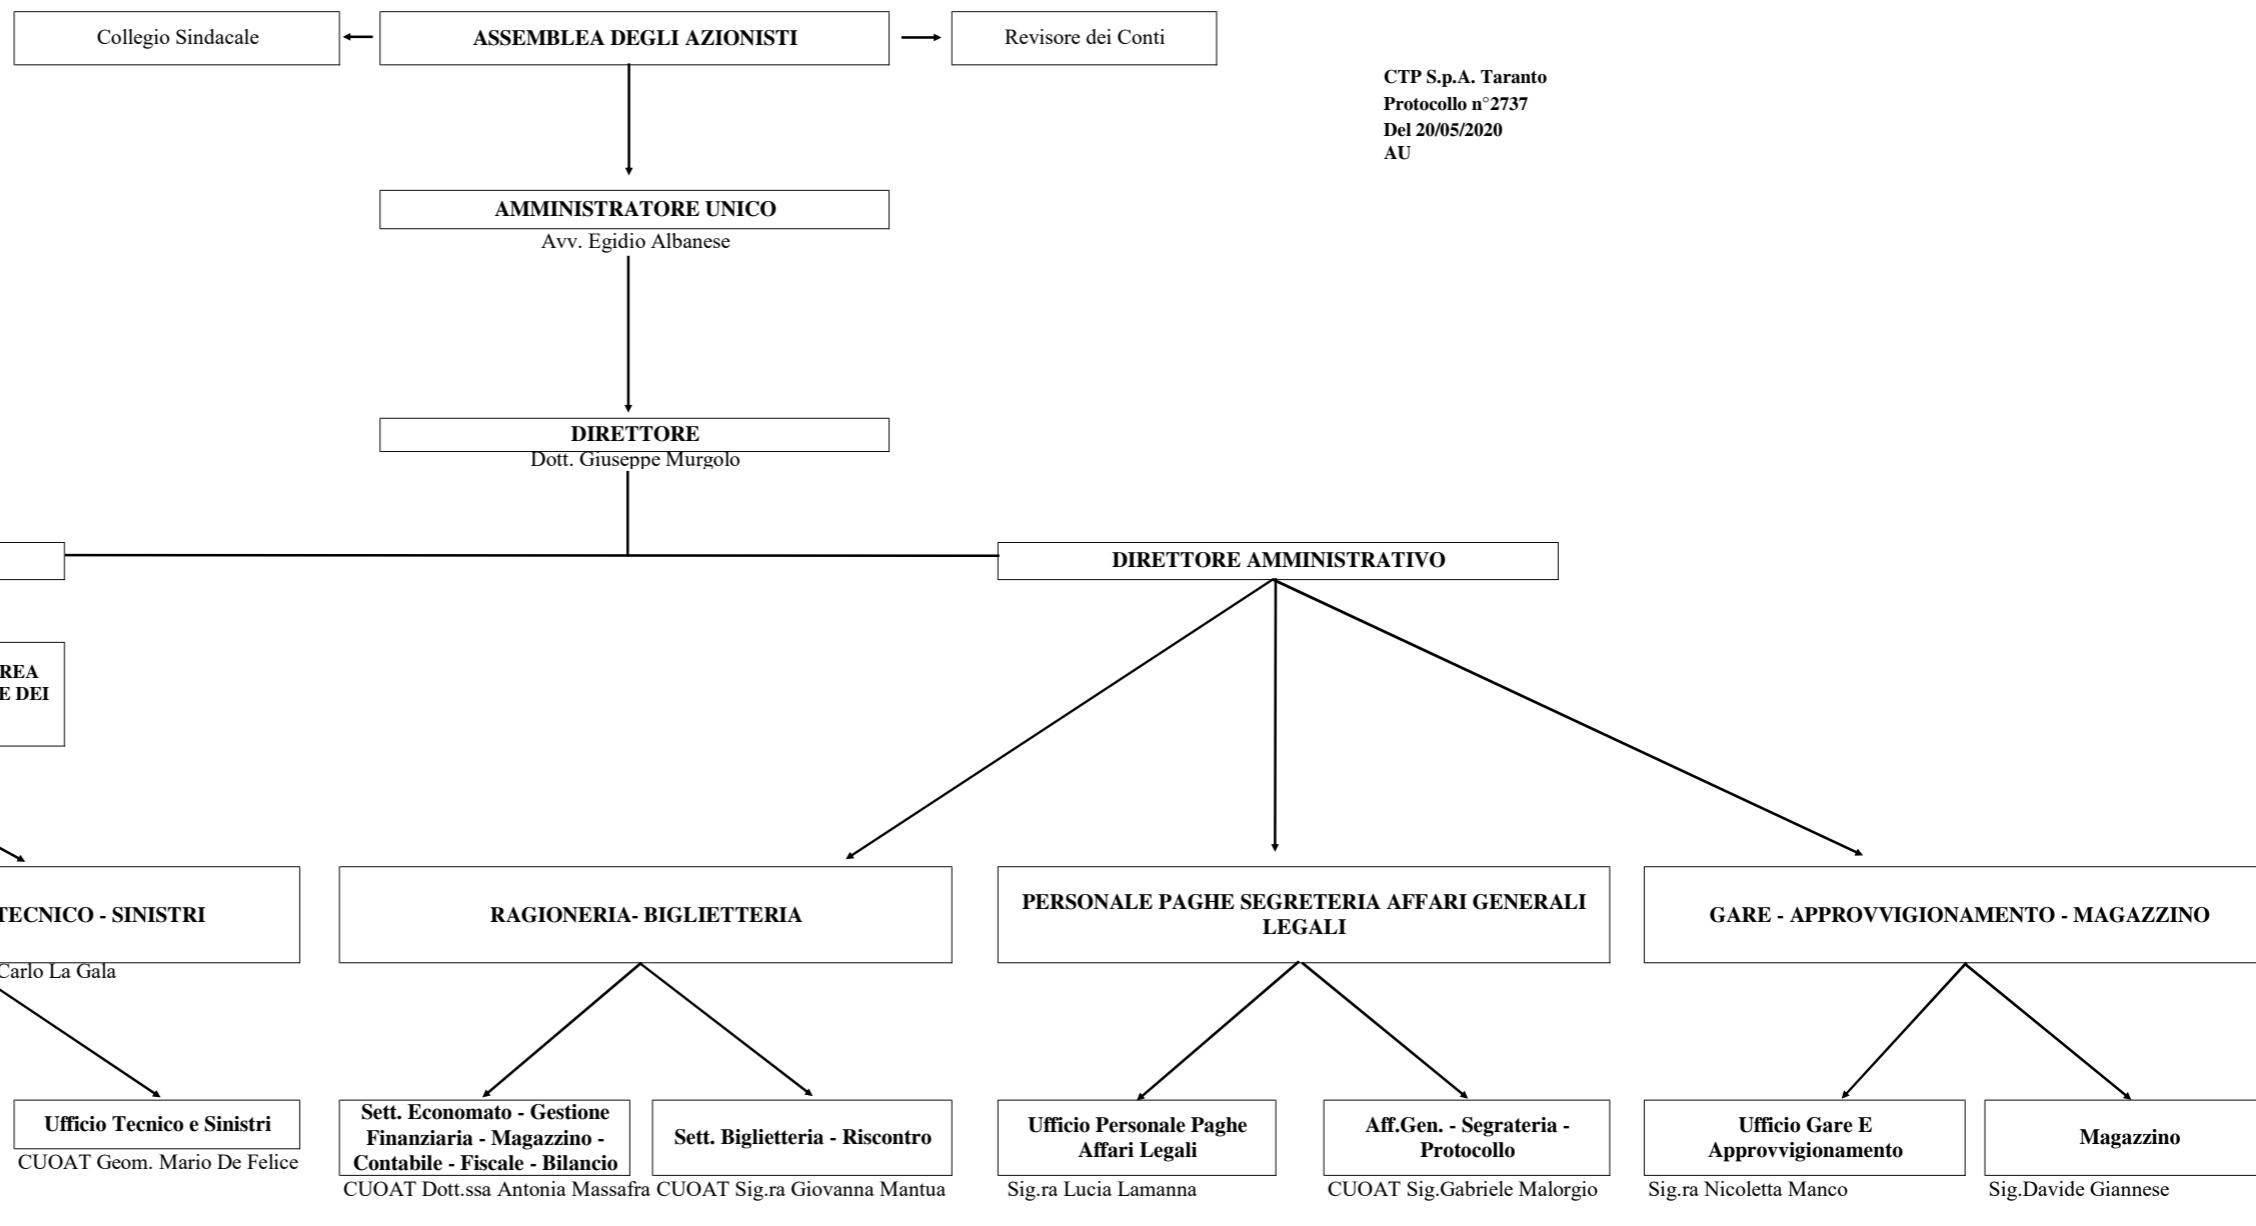 Collegio Sindacale
ASSEMBLEA DEGLI AZIONISTI
Revisore dei Conti
CTP S.p.A. Taranto
Protocollo n°2737
Del 20/05/2020
AU
AMMINISTRATORE UNICO
Avv. Egidio Albanese
DIRETTORE
Dott. Giuseppe Murgolo
DIRETTORE AMMINISTRATIVO
REA
E DEI
TECNICO - SINISTRI
Carlo La Gala
RAGIONERIA- BIGLIETTERIA
PERSONALE PAGHE SEGRETERIA AFFARI GENERALI
LEGALI
GARE - APPROVVIGIONAMENTO - MAGAZZINO
Ufficio Tecnico e Sinistri
CUOAT Geom. Mario De Felice
Sett. Economato - Gestione
Finanziaria - Magazzino -
Contabile - Fiscale - Bilancio
CUOAT Dott.ssa Antonia Massafra
Sett. Biglietteria - Riscontro
CUOAT Sig.ra Giovanna Mantua
Ufficio Personale Paghe
Affari Legali
Sig.ra Lucia Lamanna
Aff.Gen. - Segrateria -
Protocollo
CUOAT Sig.Gabriele Malorgio
Ufficio Gare E
Approvvigionamento
Sig.ra Nicoletta Manco
Magazzino
Sig.Davide Giannese